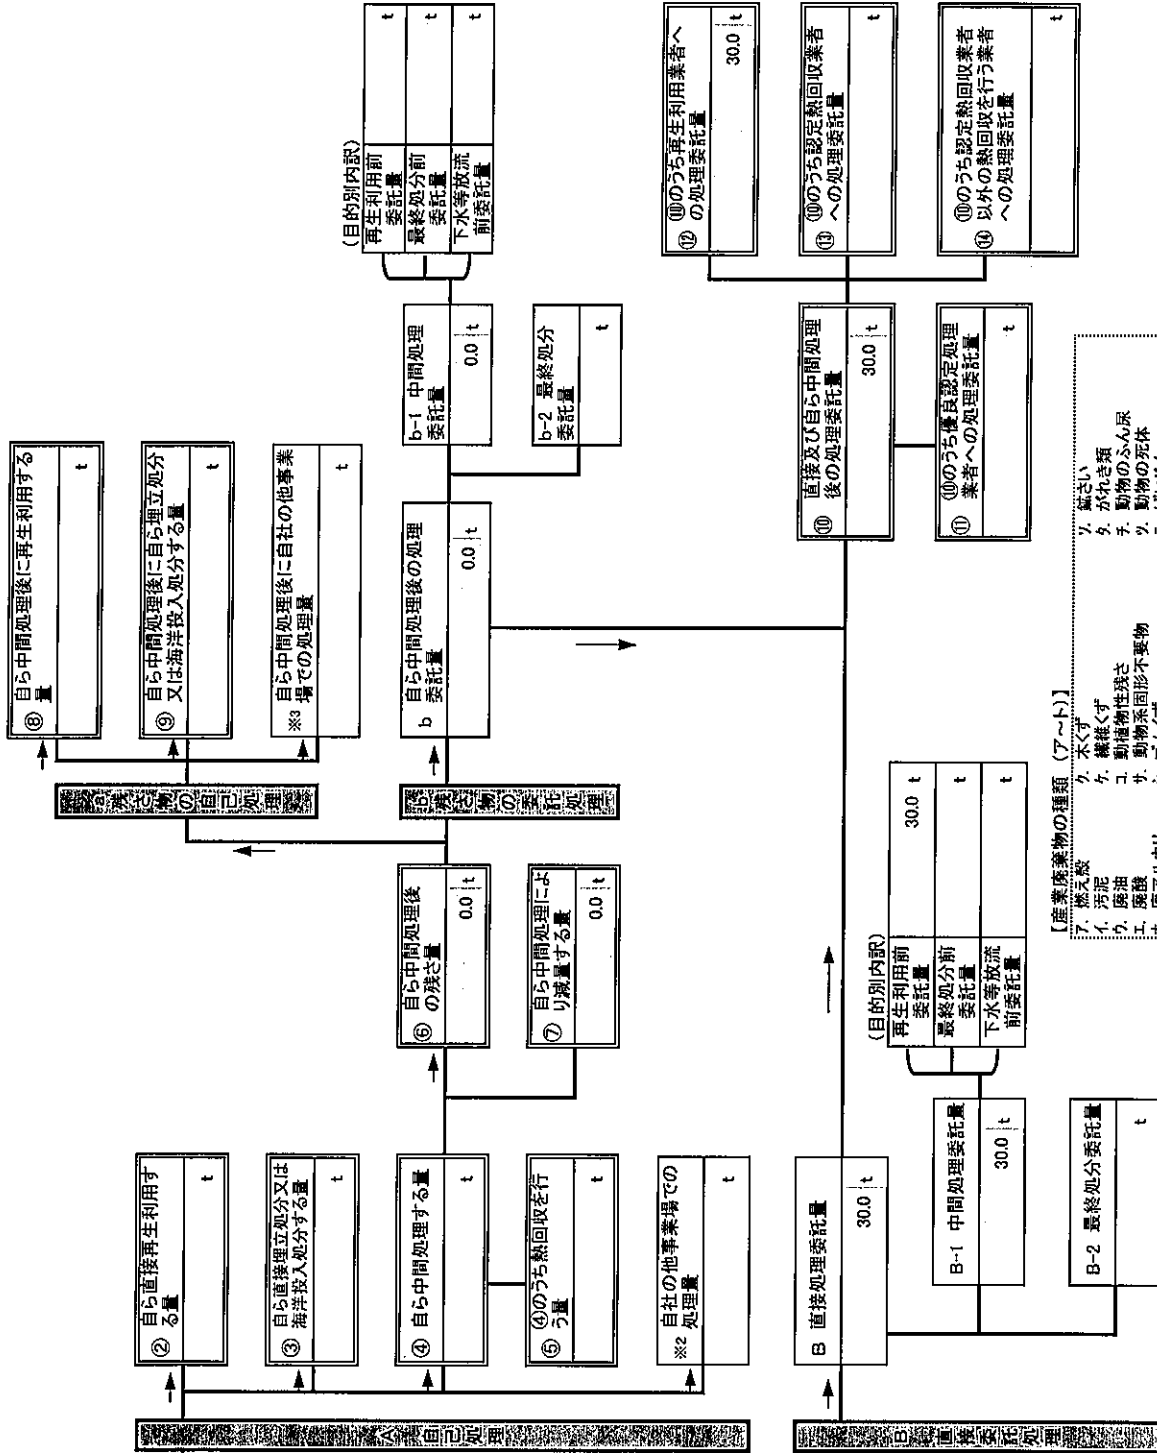 A 自己処理
② 自ら直接再生利用す
る量
t
③ 自ら直接埋立処分又は
海洋投入処分する量
t
④ 自ら中間処理する量
t
⑤ ④のうち熱回収を行
う量
t
※2 自社の他事業場での
処理量
t
⑥ 自ら中間処理後
の残さ量
0.0 t
⑦ 自ら中間処理によ
り減量する量
0.0 t
a 残さ物の自己処理
⑧ 自ら中間処理後に再生利用する
量
t
⑨ 自ら中間処理後に自ら埋立処分
又は海洋投入処分する量
t
※3 自ら中間処理後に自社の他事業
場での処理量
t
b 残さ物の委託処理
b 自ら中間処理後の処理
委託量
0.0 t
b-1 中間処理
委託量
0.0 t
b-2 最終処分
委託量
t
(目的別内訳)
再生利用前
委託量
t
最終処分前
委託量
t
下水等放流
前委託量
t
B 直接委託処理
B 直接処理委託量
30.0 t
B-1 中間処理委託量
30.0 t
B-2 最終処分委託量
t
(目的別内訳)
再生利用前
委託量
30.0 t
最終処分前
委託量
t
下水等放流
前委託量
t
⑩ 直接及び自ら中間処理
後の処理委託量
30.0 t
⑪ ⑩のうち優良認定処理
業者への処理委託量
t
⑫ ⑩のうち再生利用業者へ
の処理委託量
30.0 t
⑬ ⑩のうち認定熱回収業者
への処理委託量
t
⑭ ⑩のうち認定熱回収業者
以外の熱回収を行う業者
への処理委託量
t
【産業廃棄物の種類(ア~ト)】
ア. 燃え殻
イ. 汚泥
ウ. 廃油
エ. 廃酸
ク. 木くず
ケ. 繊維くず
コ. 動植物性残さ
サ. 動物系固形不要物
ソ. 鉱さい
タ. がれき類
チ. 動物のふん尿
ツ. 動物の死体